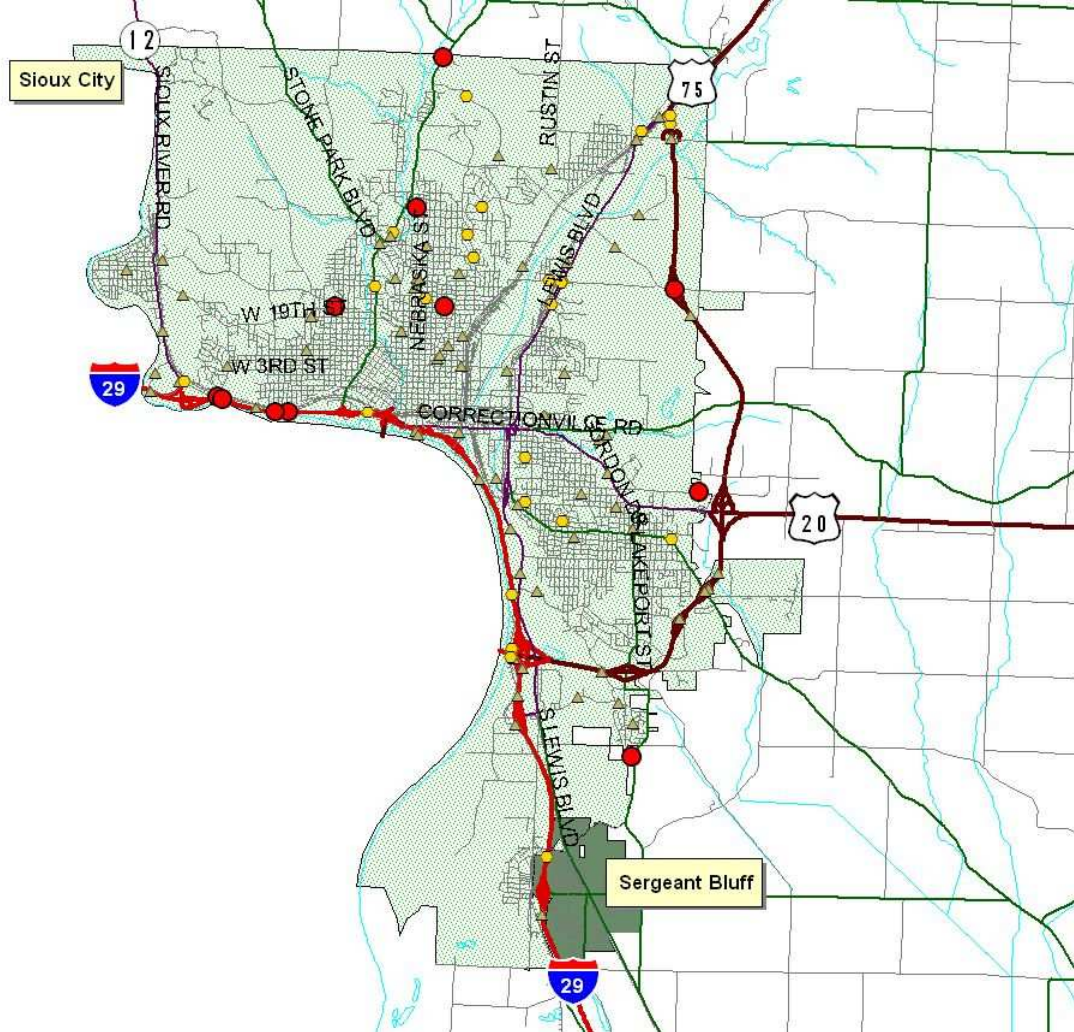 12
Sioux City
75
SIOUX RIVER RD
STONE PARK BLVD
RUSTIN ST
NEBRASKA ST
LEWIS BLVD
W 19TH ST
W 3RD ST
29
CORRECTIONVILLE RD
GORDON DR
20
S LAKEPORT ST
S LEWIS BLVD
Sergeant Bluff
29